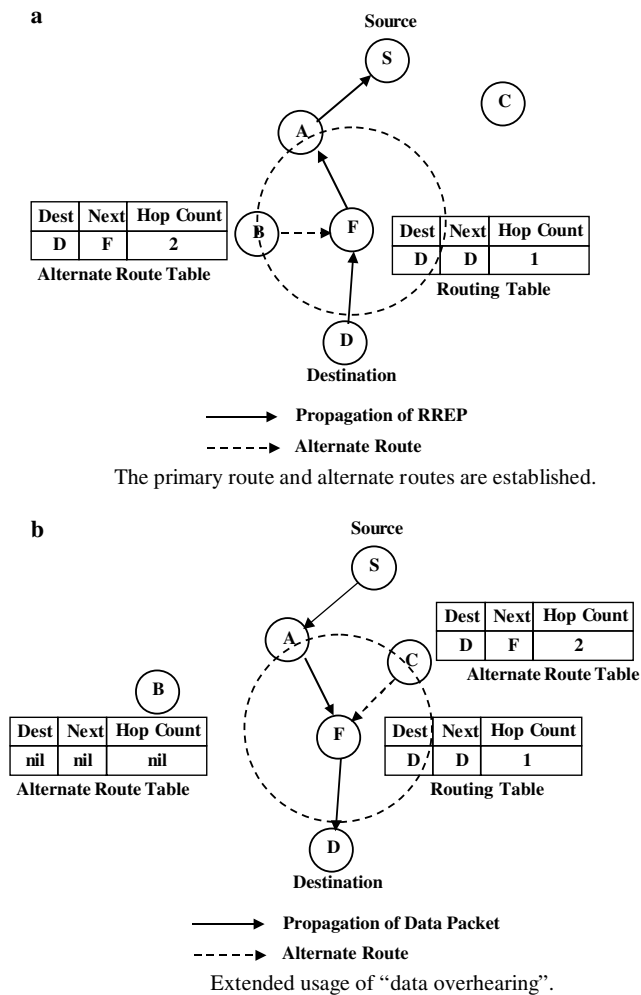 a
Source
S
C
A
Dest Next Hop Count
D F 2
Alternate Route Table
B
F
Dest Next Hop Count
D D 1
Routing Table
D
Destination
Propagation of RREP
Alternate Route
The primary route and alternate routes are established.
b
Source
S
A
C
Dest Next Hop Count
D F 2
Alternate Route Table
B
Dest Next Hop Count
nil nil nil
Alternate Route Table
F
Dest Next Hop Count
D D 1
Routing Table
D
Destination
Propagation of Data Packet
Alternate Route
Extended usage of “data overhearing”.